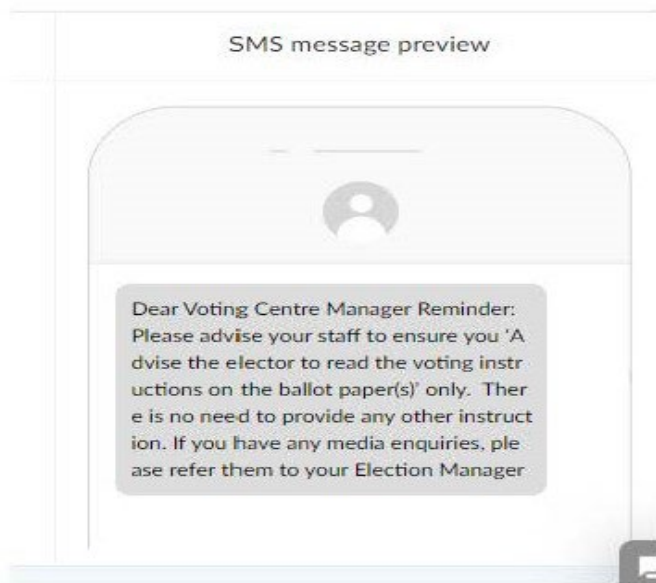 SMS message preview
Dear Voting Centre Manager Reminder:
Please advise your staff to ensure you 'A
dvise the elector to read the voting instr
uctions on the ballot paper(s)' only.  Ther
e is no need to provide any other instruct
ion. If you have any media enquiries, ple
ase refer them to your Election Manager